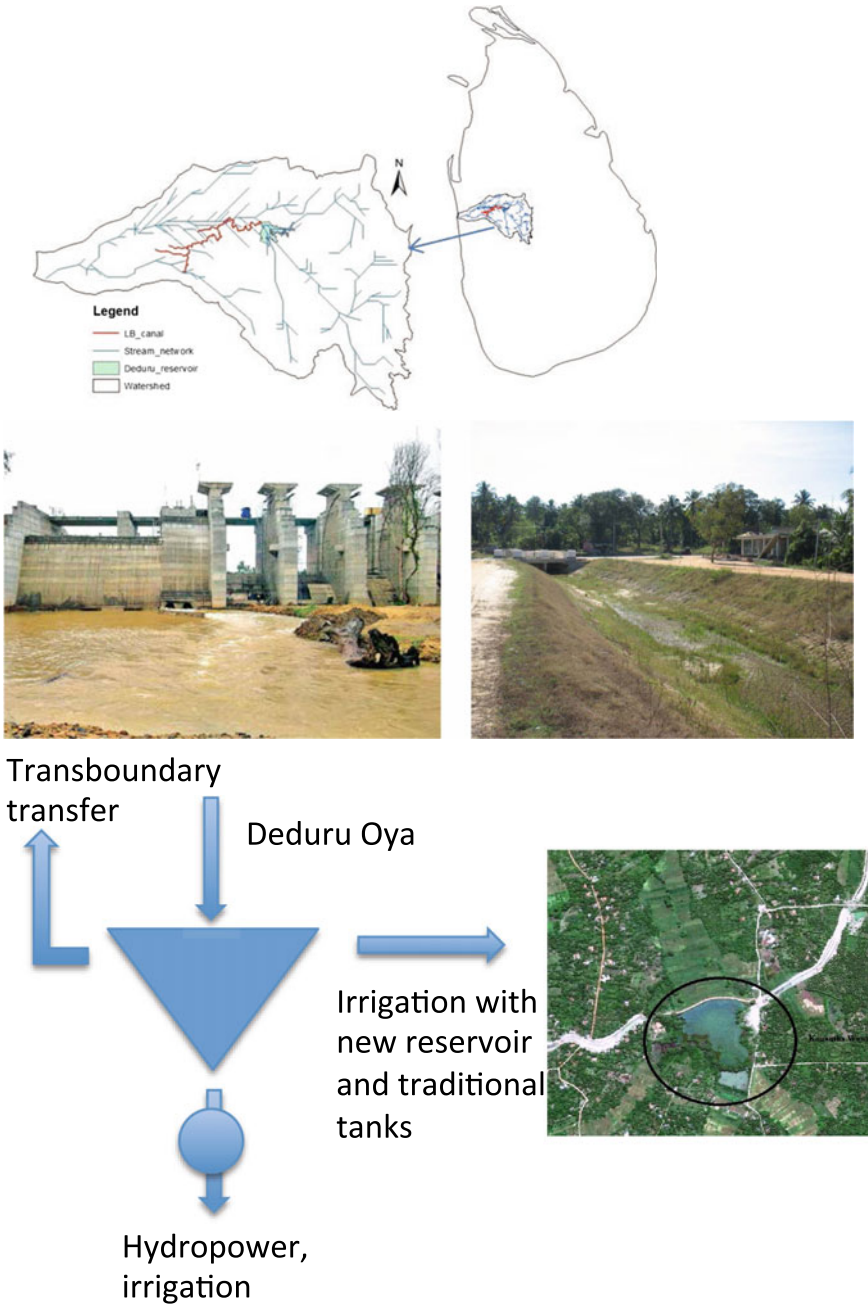 N
Legend
LB_canal
Stream_network
Deduru_reservoir
Watershed
Transboundary
transfer
Deduru Oya
Irrigation with
new reservoir
and traditional
tanks
Hydropower,
irrigation